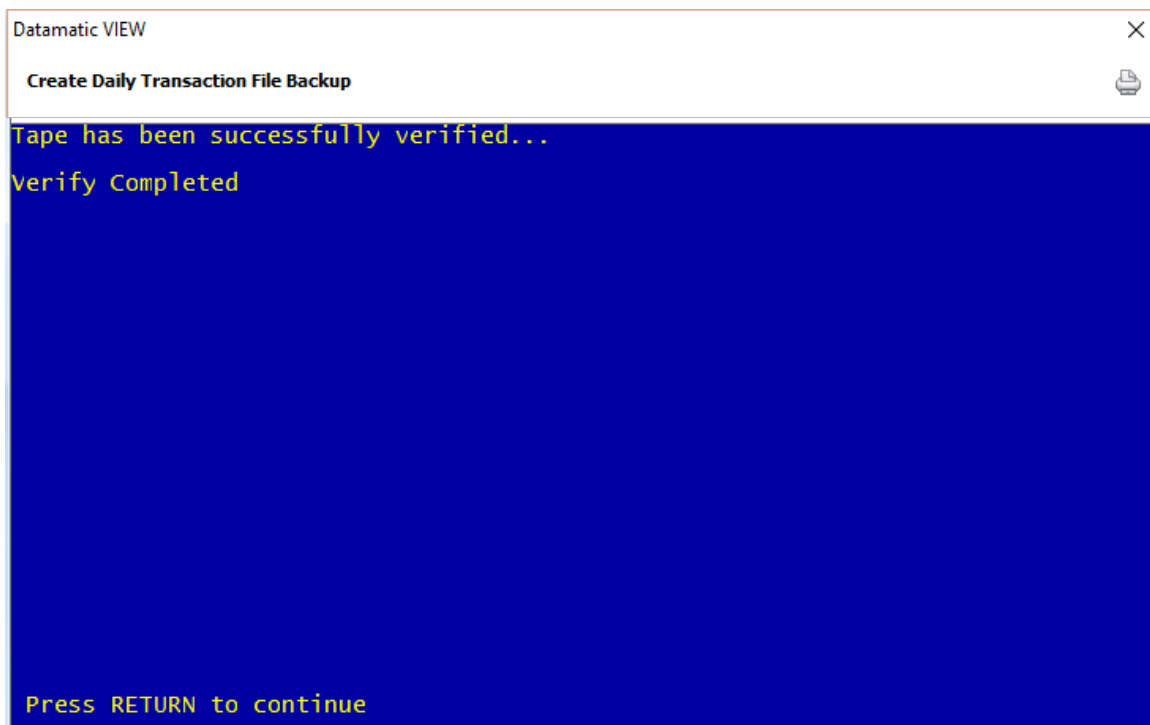 Datamatic VIEW
Create Daily Transaction File Backup
Tape has been successfully verified...
Verify Completed
Press RETURN to continue